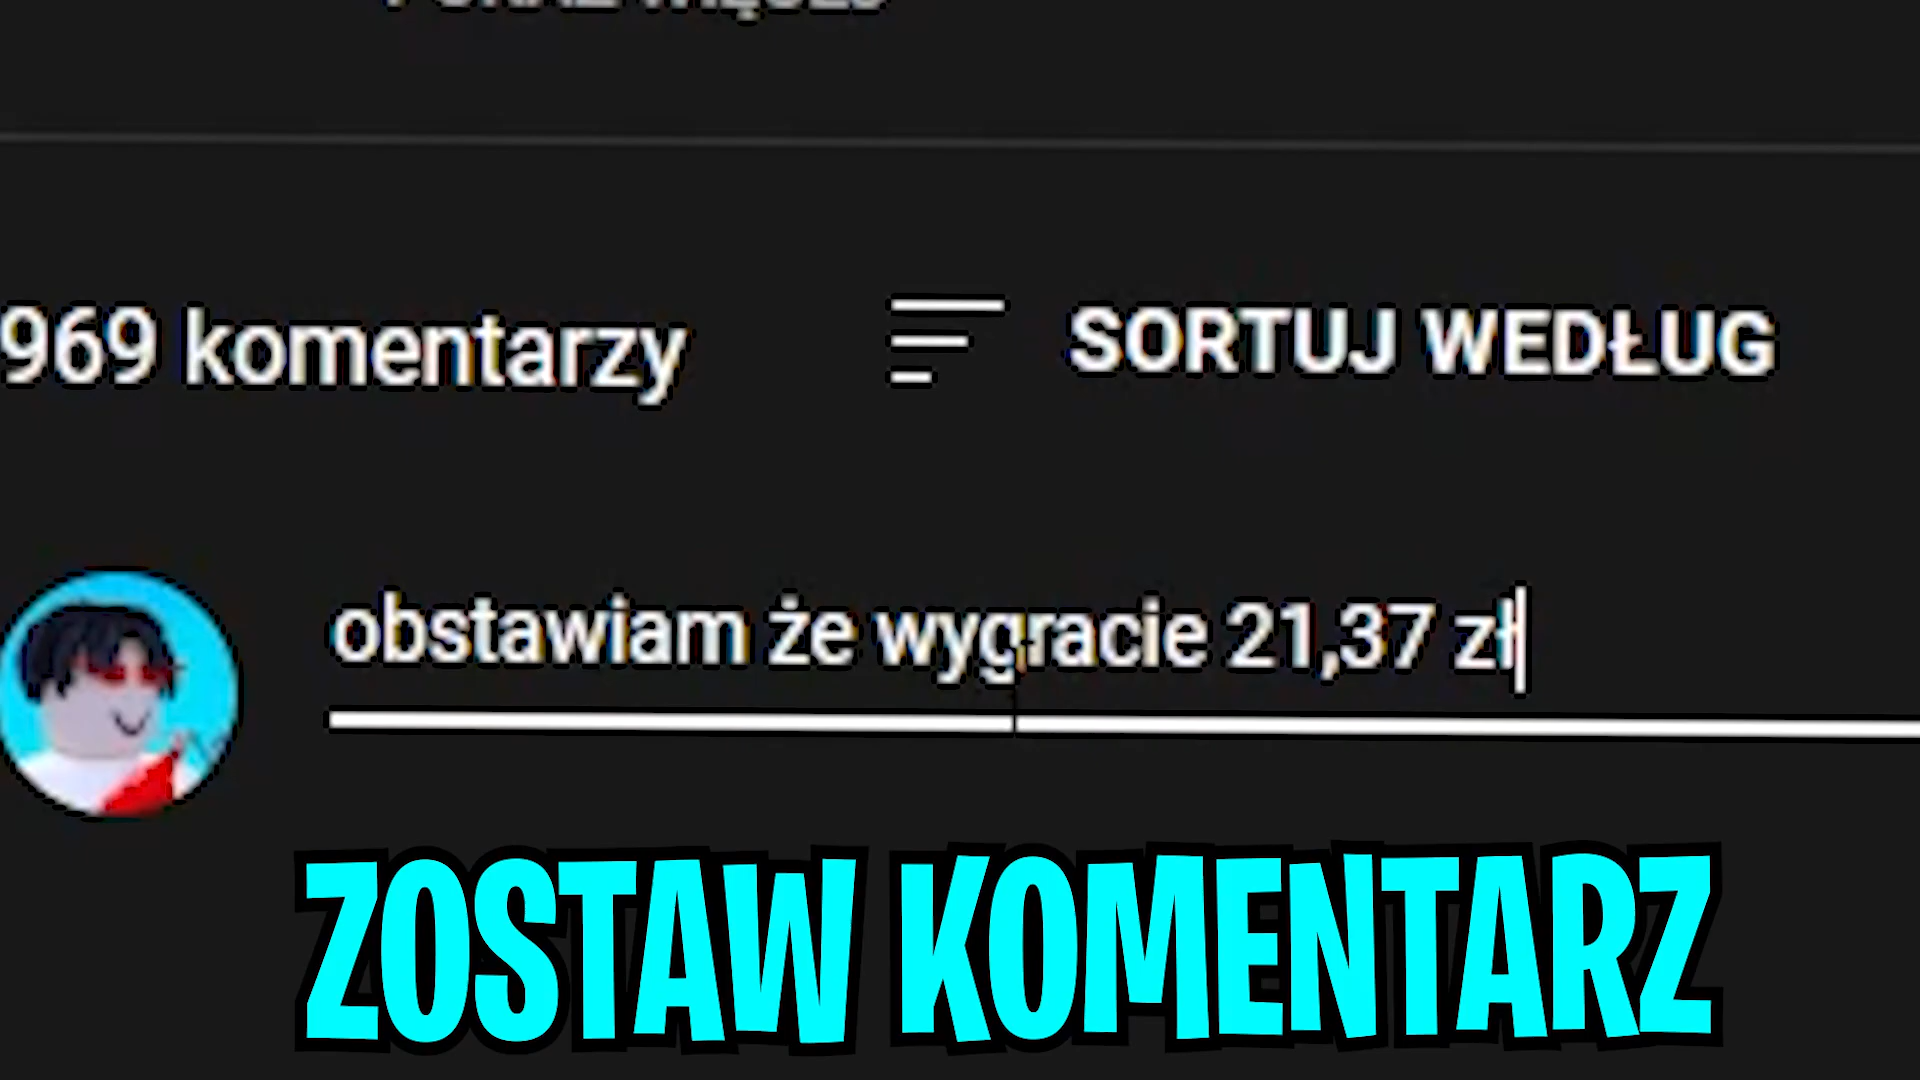 969 komentarzy
SORTUJ WEDŁUG
obstawiam że wygracie 21,37 zł
ZOSTAW KOMENTARZ